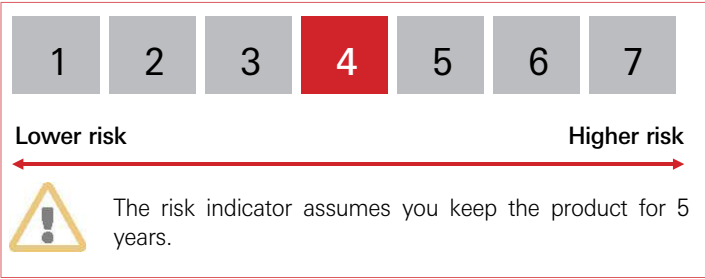 1 2 3 4 5 6 7
Lower risk Higher risk
The risk indicator assumes you keep the product for 5
years.